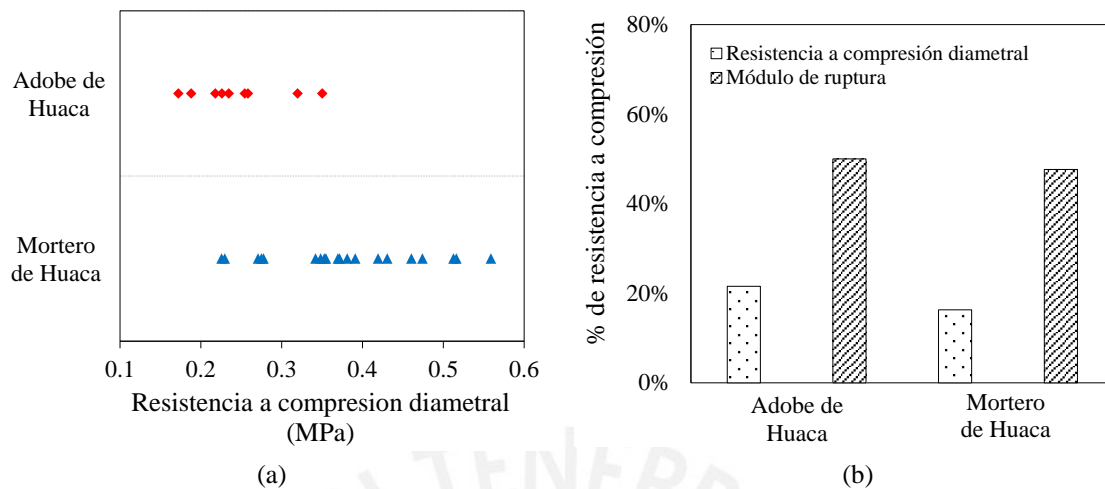 Adobe de
Huaca
Mortero
de Huaca
0.1 0.2 0.3 0.4 0.5 0.6
Resistencia a compresion diametral
(MPa)
(a)
% de resistencia a compresión
80%
60%
40%
20%
0%
Resistencia a compresión diametral
Módulo de ruptura
Adobe de
Huaca
Mortero
de Huaca
(b)
TENEBR